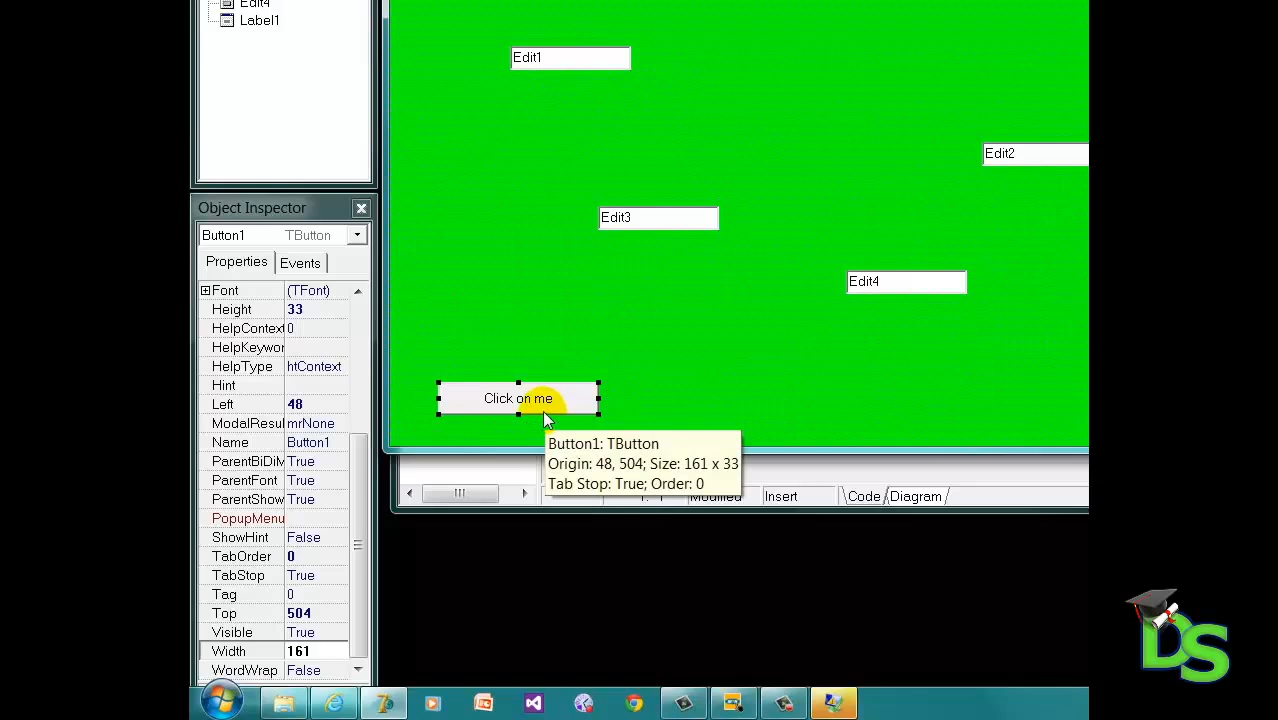 Edit4
Label1
Edit1
Edit2
Edit3
Edit4
Object Inspector
Button1 TButton
Properties Events
Font (TFont)
Height 33
HelpContext 0
HelpKeywor
HelpType htContext
Hint
Left 48
ModalResul mrNone
Name Button1
ParentBiDiM True
ParentFont True
ParentShow True
PopupMenu
ShowHint False
TabOrder 0
TabStop True
Tag 0
Top 504
Visible True
Width 161
WordWrap False
Click on me
Button1: TButton
Origin: 48, 504; Size: 161 x 33
Tab Stop: True; Order: 0
1: 1 Modified Insert Code Diagram
DS